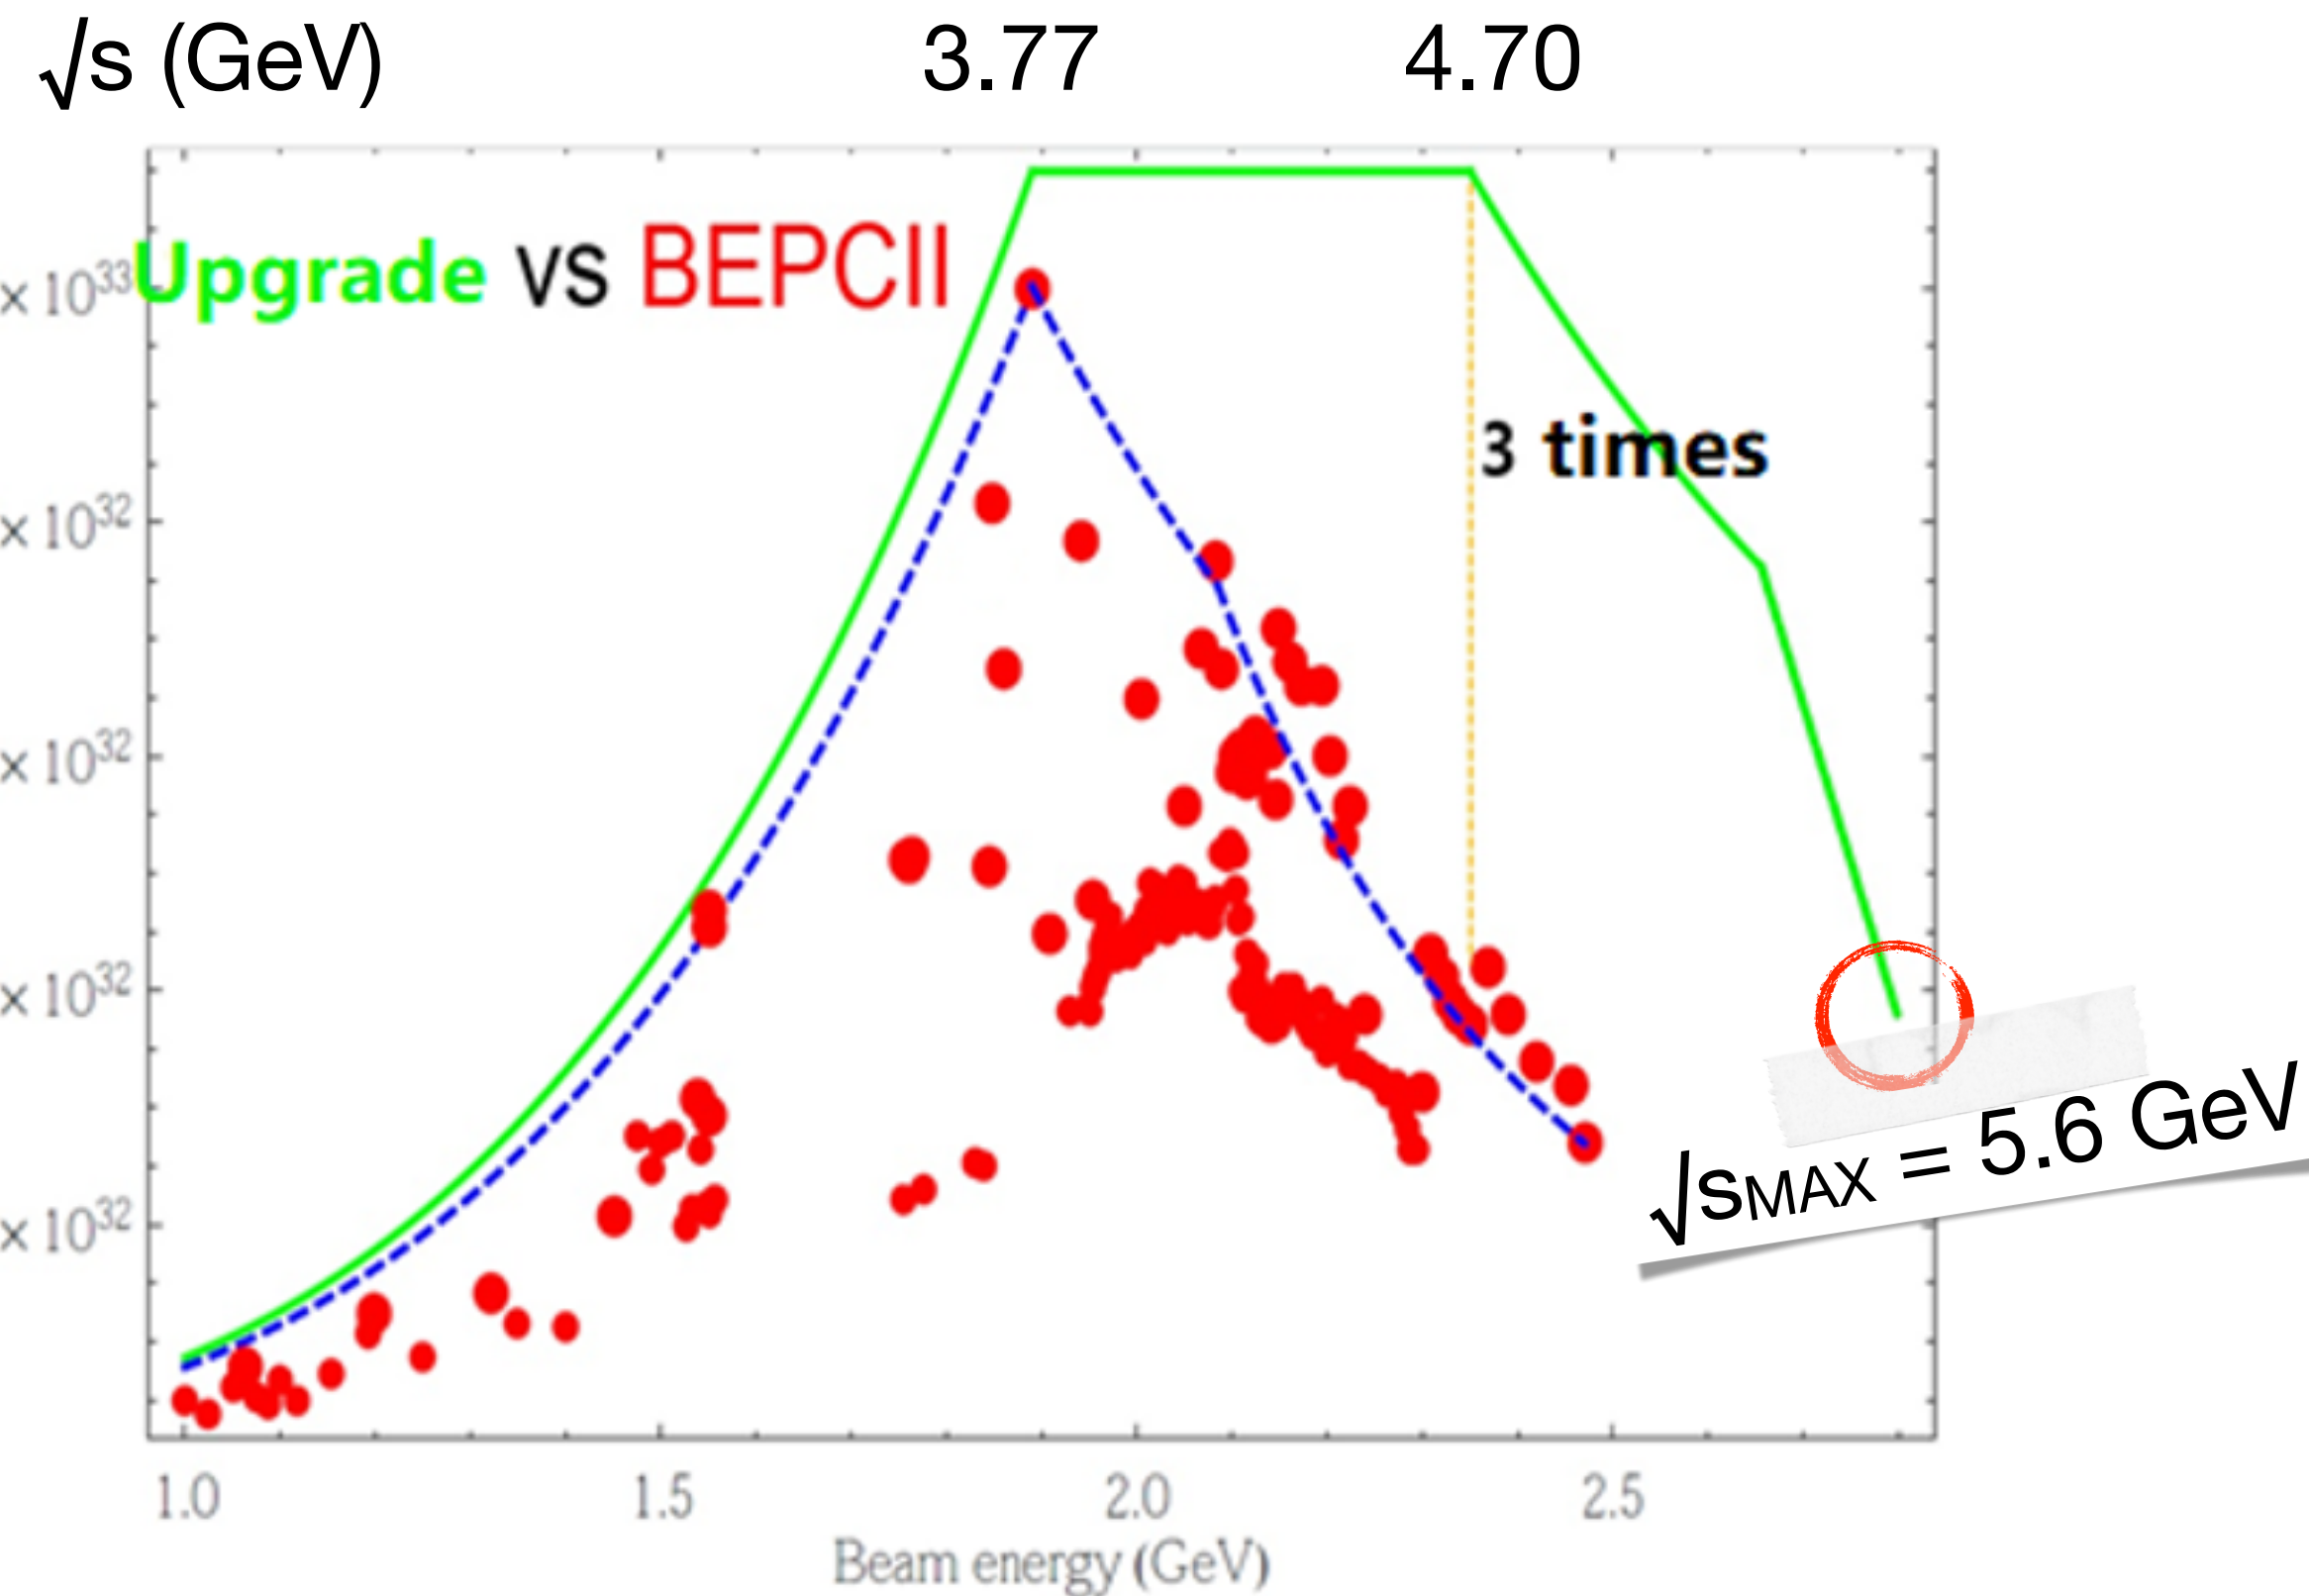 √s (GeV) 3.77 4.70
Upgrade vs BEPCII
× 10³³
3 times
× 10³²
× 10³²
× 10³²
√sMAX = 5.6 GeV
× 10³²
1.0 1.5 2.0 2.5
Beam energy (GeV)